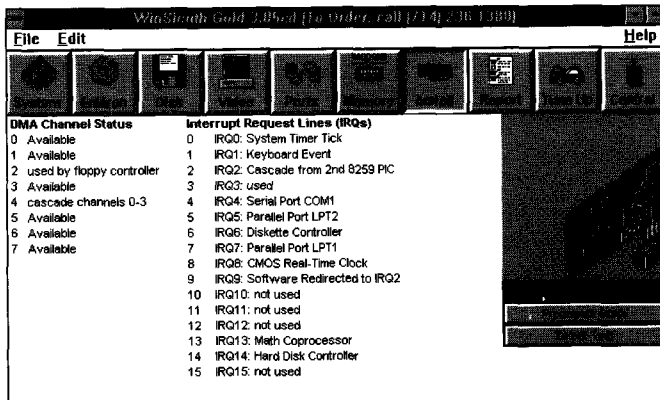 WinSleuth Gold 3.05cd [To Order, call (714) 236-1380]
File Edit Help
DMA Channel Status
0 Available
1 Available
2 used by floppy controller
3 Available
4 cascade channels 0-3
5 Available
6 Available
7 Available
Interrupt Request Lines (IRQs)
0 IRQ0: System Timer Tick
1 IRQ1: Keyboard Event
2 IRQ2: Cascade from 2nd 8259 PIC
3 IRQ3: used
4 IRQ4: Serial Port COM1
5 IRQ5: Parallel Port LPT2
6 IRQ6: Diskette Controller
7 IRQ7: Parallel Port LPT1
8 IRQ8: CMOS Real-Time Clock
9 IRQ9: Software Redirected to IRQ2
10 IRQ10: not used
11 IRQ11: not used
12 IRQ12: not used
13 IRQ13: Math Coprocessor
14 IRQ14: Hard Disk Controller
15 IRQ15: not used